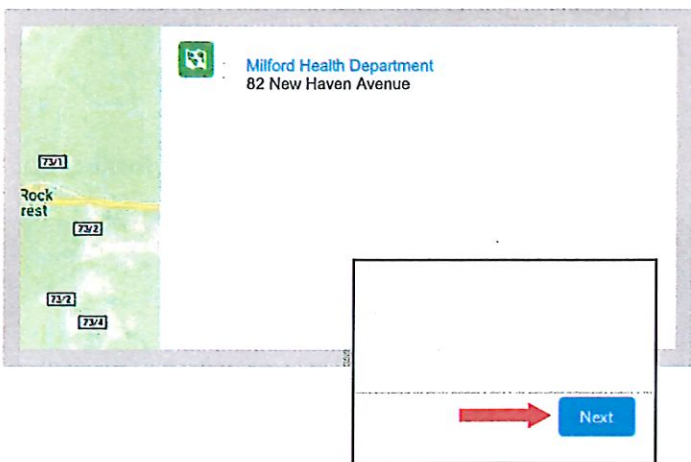 Milford Health Department
82 New Haven Avenue
73/1
Rock
rest
73/2
73/2
73/4
Next